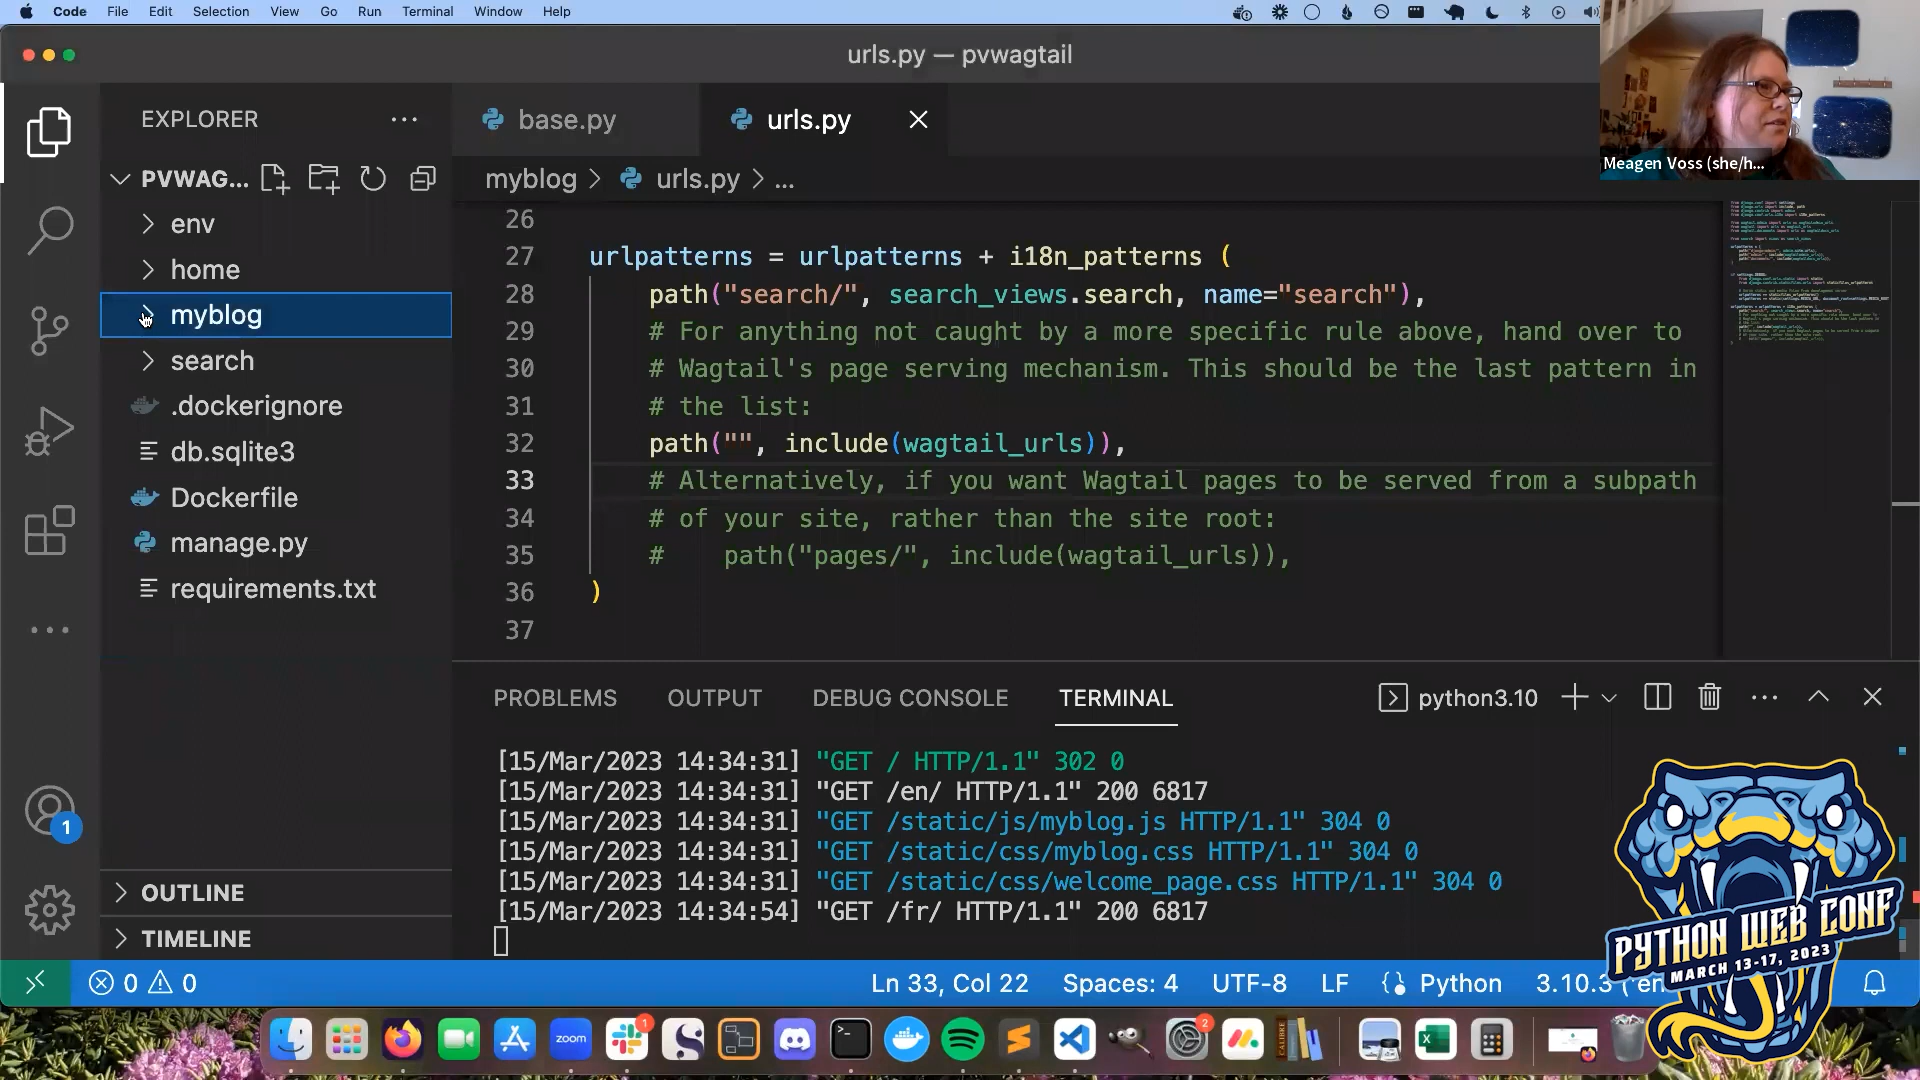 Code File Edit Selection View Go Run Terminal Window Help
urls.py — pvwagtail
Meagen Voss (she/h...
EXPLORER
base.py
urls.py
PVWAG...
myblog > urls.py > ...
env
home
myblog
search
.dockerignore
db.sqlite3
Dockerfile
manage.py
requirements.txt
26
27 urlpatterns = urlpatterns + i18n_patterns (
28 path("search/", search_views.search, name="search"),
29 # For anything not caught by a more specific rule above, hand over to
30 # Wagtail's page serving mechanism. This should be the last pattern in
31 # the list:
32 path("", include(wagtail_urls)),
33 # Alternatively, if you want Wagtail pages to be served from a subpath
34 # of your site, rather than the site root:
35 #    path("pages/", include(wagtail_urls)),
36 )
37
PROBLEMS OUTPUT DEBUG CONSOLE TERMINAL
python3.10
[15/Mar/2023 14:34:31] "GET / HTTP/1.1" 302 0
[15/Mar/2023 14:34:31] "GET /en/ HTTP/1.1" 200 6817
[15/Mar/2023 14:34:31] "GET /static/js/myblog.js HTTP/1.1" 304 0
[15/Mar/2023 14:34:31] "GET /static/css/myblog.css HTTP/1.1" 304 0
[15/Mar/2023 14:34:31] "GET /static/css/welcome_page.css HTTP/1.1" 304 0
[15/Mar/2023 14:34:54] "GET /fr/ HTTP/1.1" 200 6817
1
OUTLINE
TIMELINE
0 0
Ln 33, Col 22 Spaces: 4 UTF-8 LF Python 3.10.3 ('en
PYTHON WEB CONF
MARCH 13-17, 2023
zoom
1
2
CALIBRE